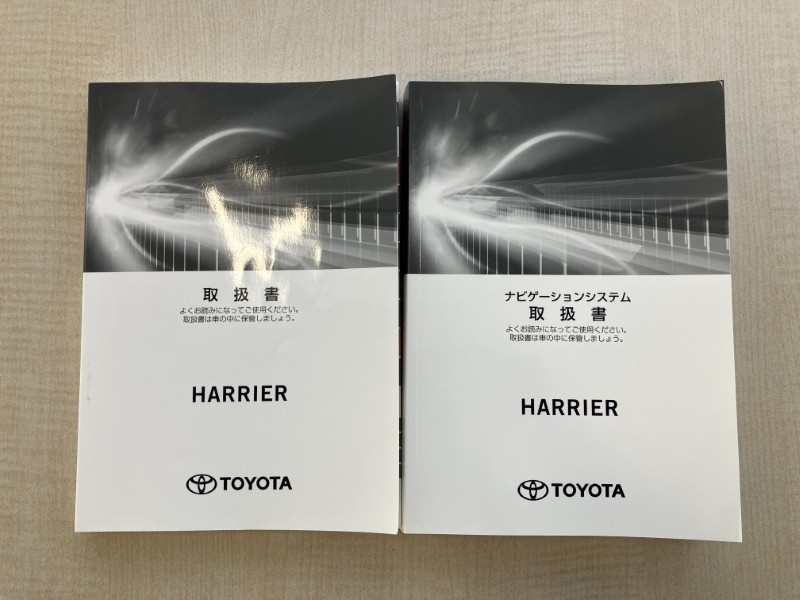 取扱書
よくお読みになってご使用ください。
取扱書は車の中に保管しましょう。
HARRIER
TOYOTA
ナビゲーションシステム
取扱書
よくお読みになってご使用ください。
取扱書は車の中に保管しましょう。
HARRIER
TOYOTA